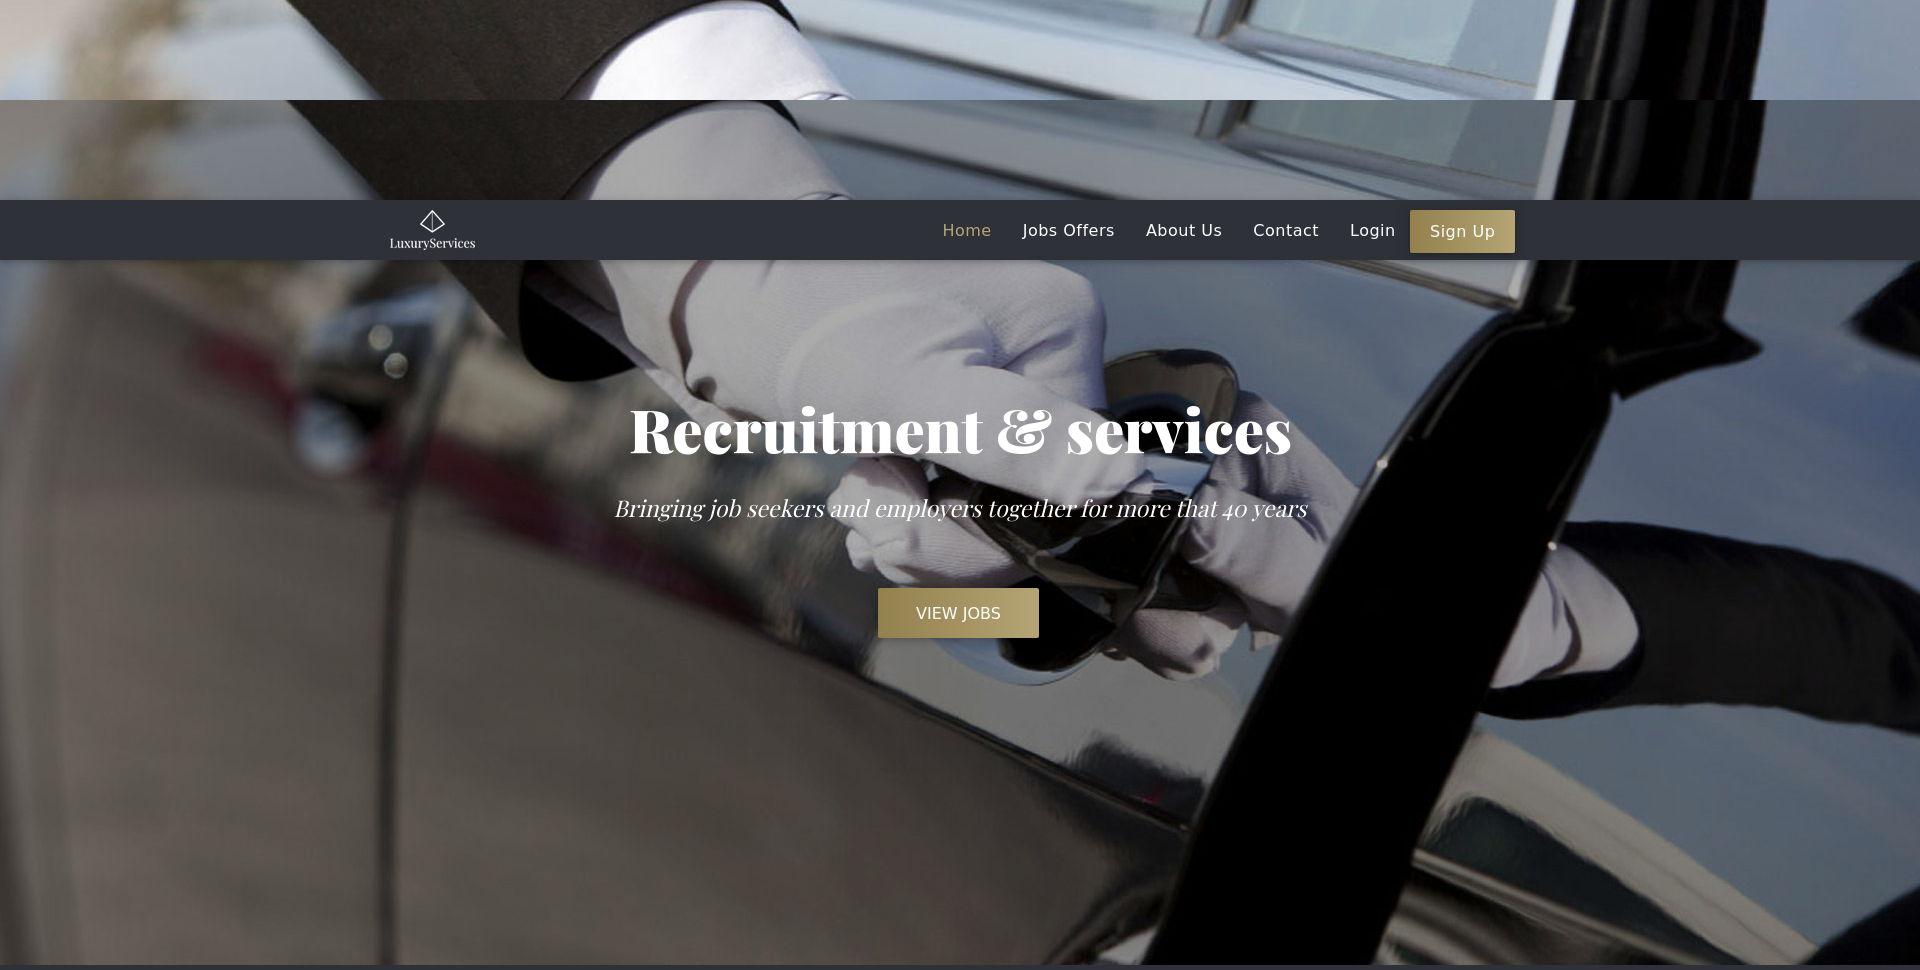 LuxuryServices
Home Jobs Offers About Us Contact Login Sign Up
Recruitment & services
Bringing job seekers and employers together for more that 40 years
VIEW JOBS